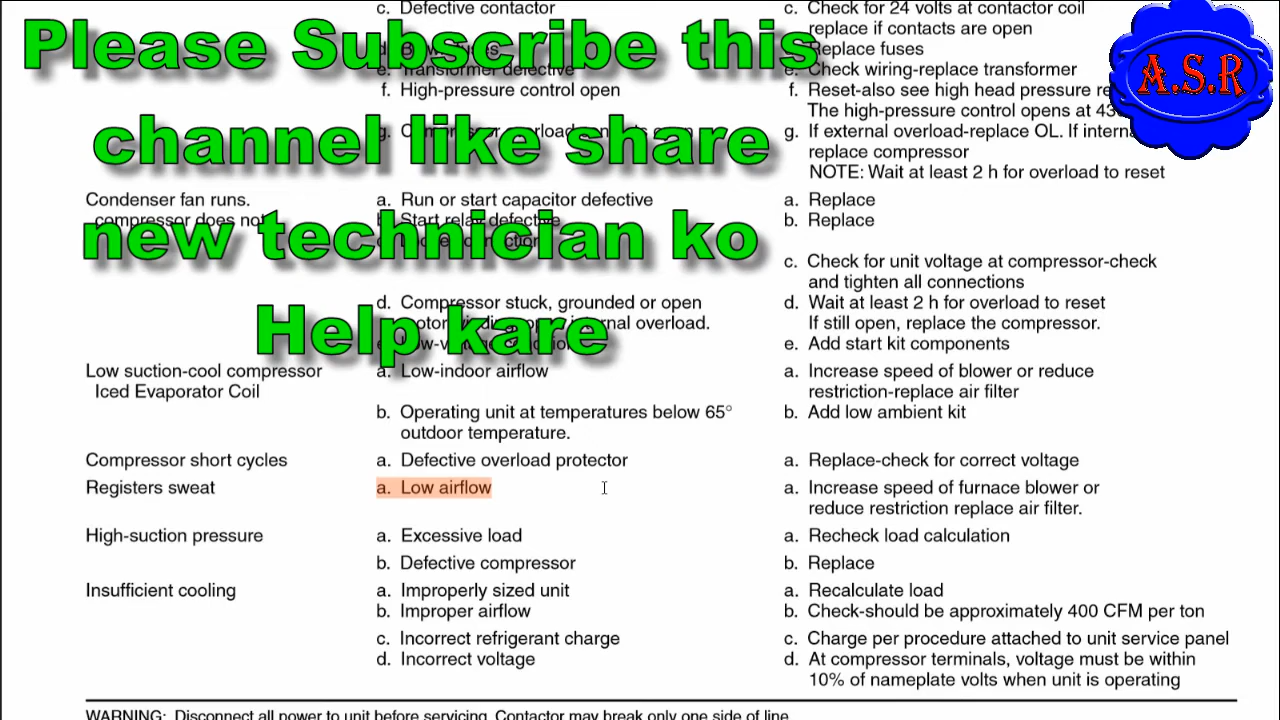 c. Defective contactor c. Check for 24 volts at contactor coil
replace if contacts are open
Please Subscribe this
Replace fuses
e. Transformer defective e. Check wiring-replace transformer
f. High-pressure control open f. Reset-also see high head pressure
The high-pressure control opens at
A.S.R
channel like share
g. g. If external overload-replace OL. If
replace compressor
NOTE: Wait at least 2 h for overload to reset
Condenser fan runs. a. Run or start capacitor defective a. Replace
compressor does not b. Start relay defective b. Replace
new technician ko
c. Check for unit voltage at compressor-check
and tighten all connections
d. Compressor stuck, grounded or open d. Wait at least 2 h for overload to reset
overload. If still open, replace the compressor.
Help kare
e. Add start kit components
Low suction-cool compressor a. Low-indoor airflow a. Increase speed of blower or reduce
Iced Evaporator Coil restriction-replace air filter
b. Operating unit at temperatures below 65° b. Add low ambient kit
outdoor temperature.
Compressor short cycles a. Defective overload protector a. Replace-check for correct voltage
Registers sweat a. Low airflow a. Increase speed of furnace blower or
reduce restriction replace air filter.
High-suction pressure a. Excessive load a. Recheck load calculation
b. Defective compressor b. Replace
Insufficient cooling a. Improperly sized unit a. Recalculate load
b. Improper airflow b. Check-should be approximately 400 CFM per ton
c. Incorrect refrigerant charge c. Charge per procedure attached to unit service panel
d. Incorrect voltage d. At compressor terminals, voltage must be within
10% of nameplate volts when unit is operating
WARNING: Disconnect all power to unit before servicing. Contactor may break only one side of line.